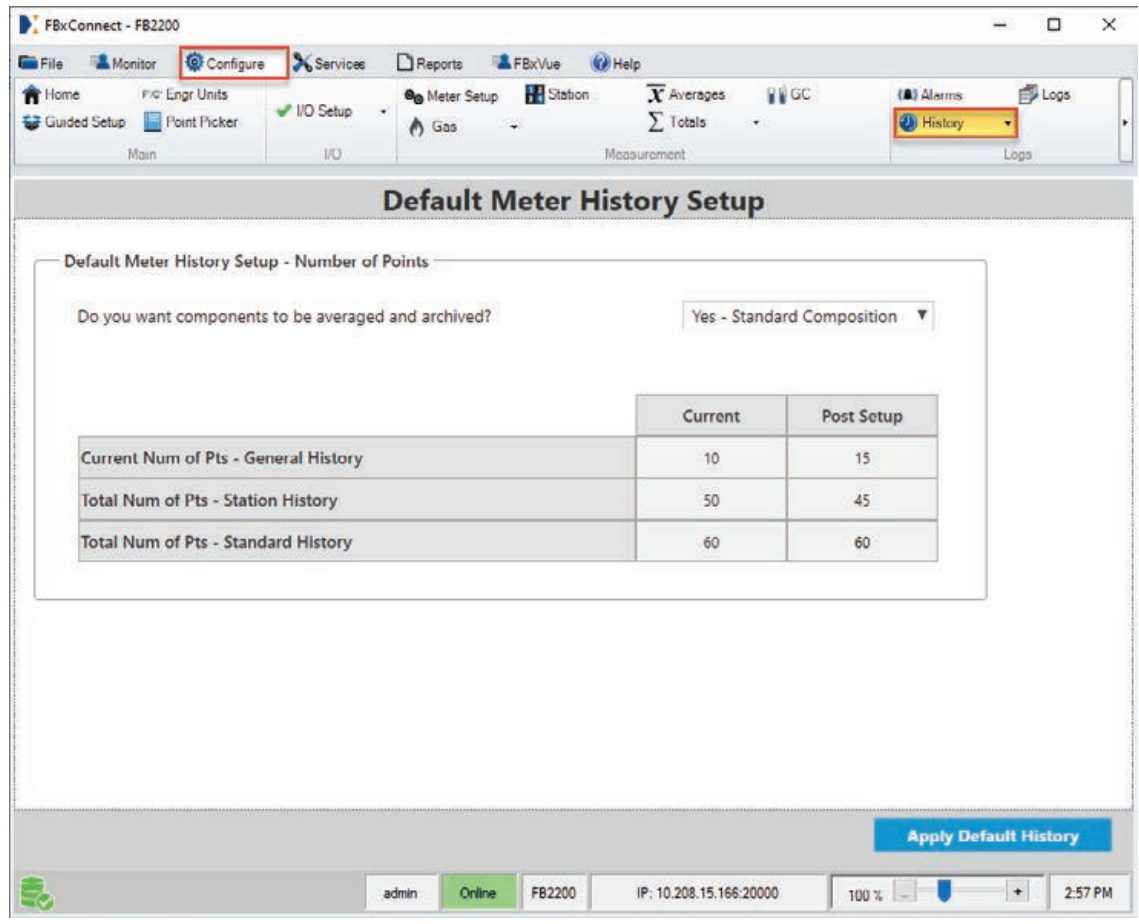 FBxConnect - FB2200
File Monitor Configure Services Reports FBxVue Help
Home F/C Engr Units I/O Setup Meter Setup Station X Averages GC Alarms Logs
Guided Setup Point Picker Gas Σ Totals History
Main I/O Measurement Logs
Default Meter History Setup
Default Meter History Setup - Number of Points
Do you want components to be averaged and archived? Yes - Standard Composition
Current Post Setup
Current Num of Pts - General History 10 15
Total Num of Pts - Station History 50 45
Total Num of Pts - Standard History 60 60
Apply Default History
admin Online FB2200 IP: 10.208.15.166:20000 100 % - + 2:57 PM